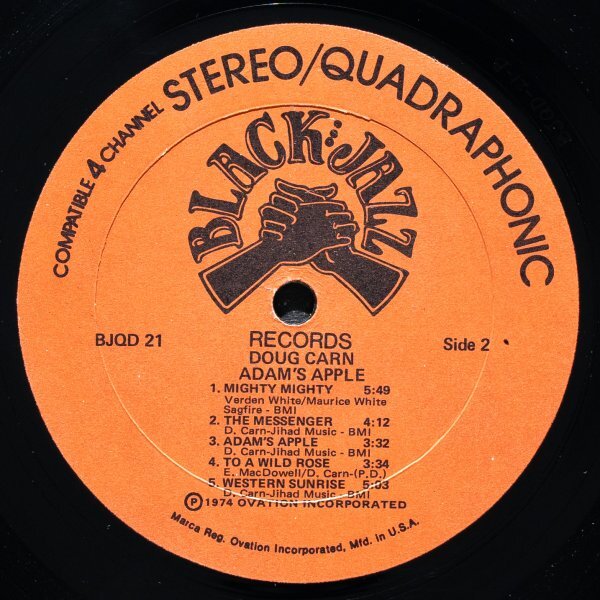 COMPATIBLE 4 CHANNEL STEREO/QUADRAPHONIC
BLACK JAZZ
RECORDS
BJQD 21
Side 2
DOUG CARN
ADAM'S APPLE
1. MIGHTY MIGHTY 5:49
Verden White/Maurice White
Sagfire - BMI
2. THE MESSENGER 4:12
D. Carn-Jihad Music - BMI
3. ADAM'S APPLE 3:32
D. Carn-Jihad Music - BMI
4. TO A WILD ROSE 3:34
E. MacDowell/D. Carn-(P.D.)
5. WESTERN SUNRISE 5:03
D. Carn-Jihad Music - BMI
Ⓟ 1974 OVATION INCORPORATED
Marca Reg. Ovation Incorporated, Mfd. in U.S.A.